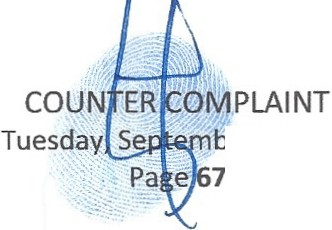 COUNTER COMPLAINT
Tuesday, Septemb
Page 67